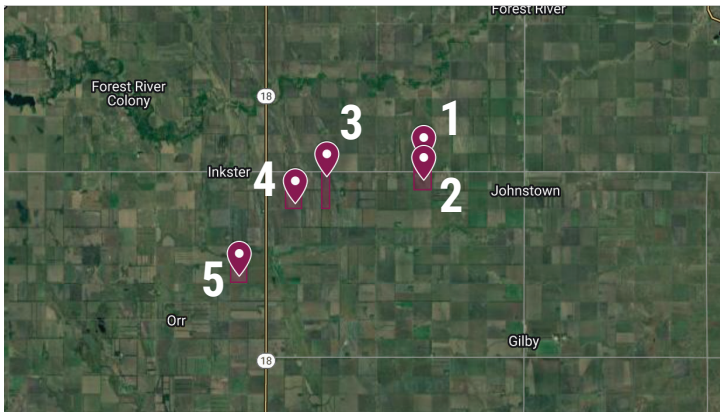 Forest River
Forest River
Colony
18
3
1
Inkster
4
2
Johnstown
5
Orr
Gilby
18